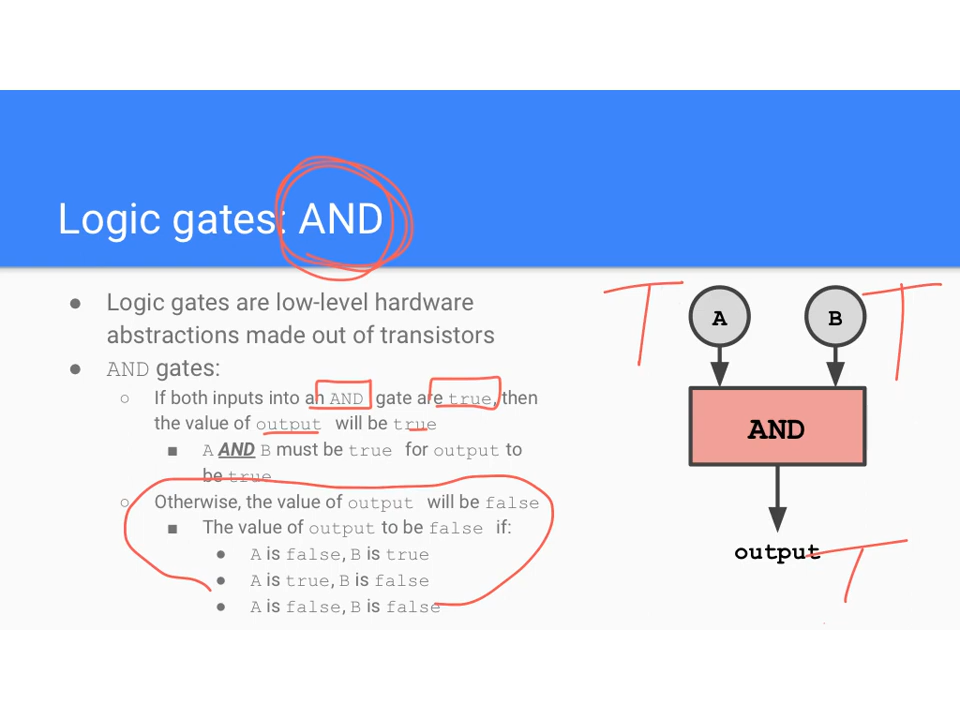 Logic gates: AND
● Logic gates are low-level hardware
abstractions made out of transistors
● AND gates:
○ If both inputs into an AND gate are true, then
the value of output will be true
■ A AND B must be true for output to
be true
○ Otherwise, the value of output will be false
■ The value of output to be false if:
● A is false, B is true
● A is true, B is false
● A is false, B is false
T A B T
AND
output
T